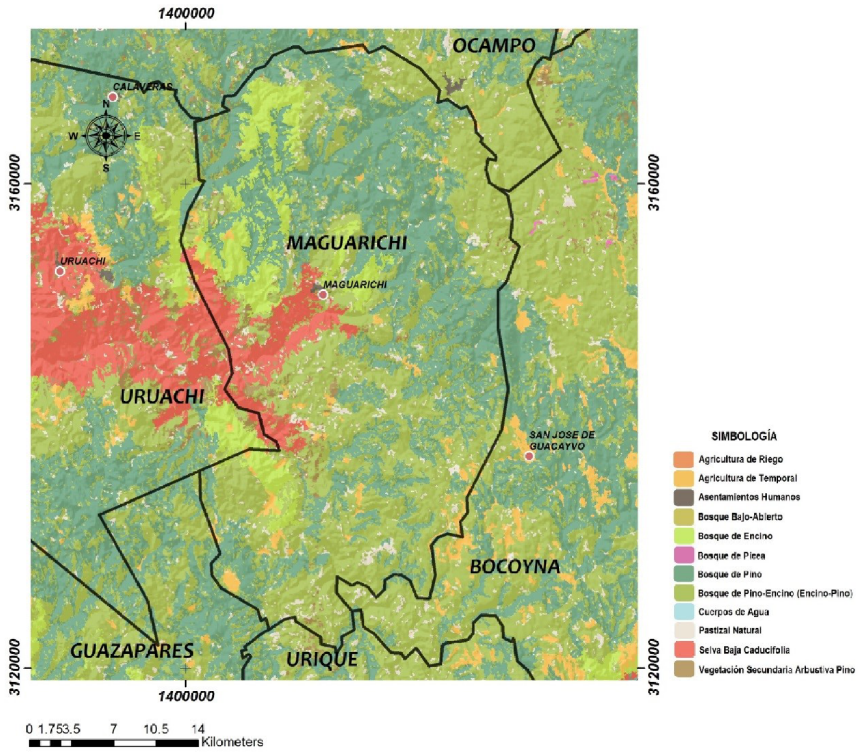 1400000
OCAMPO
CALAVERAS
N
W E
S
3160000
3160000
MAGUARICHI
URUACHI
MAGUARICHI
URUACHI
SAN JOSE DE
GUACAYVO
BOCOYNA
GUAZAPARES
URIQUE
3120000
3120000
1400000
SIMBOLOGÍA
Agricultura de Riego
Agricultura de Temporal
Asentamientos Humanos
Bosque Bajo-Abierto
Bosque de Encino
Bosque de Picea
Bosque de Pino
Bosque de Pino-Encino (Encino-Pino)
Cuerpos de Agua
Pastizal Natural
Selva Baja Caducifolia
Vegetación Secundaria Arbustiva Pino
0 1.753.5 7 10.5 14
Kilometers